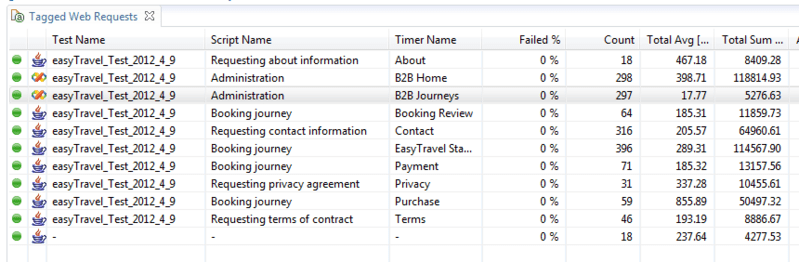 Tagged Web Requests
Test Name Script Name Timer Name Failed % Count Total Avg [... Total Sum ...
easyTravel_Test_2012_4_9 Requesting about information About 0 % 18 467.18 8409.28
easyTravel_Test_2012_4_9 Administration B2B Home 0 % 298 398.71 118814.93
easyTravel_Test_2012_4_9 Administration B2B Journeys 0 % 297 17.77 5276.63
easyTravel_Test_2012_4_9 Booking journey Booking Review 0 % 64 185.31 11859.73
easyTravel_Test_2012_4_9 Requesting contact information Contact 0 % 316 205.57 64960.61
easyTravel_Test_2012_4_9 Booking journey EasyTravel Sta... 0 % 396 289.31 114567.90
easyTravel_Test_2012_4_9 Booking journey Payment 0 % 71 185.32 13157.56
easyTravel_Test_2012_4_9 Requesting privacy agreement Privacy 0 % 31 337.28 10455.61
easyTravel_Test_2012_4_9 Booking journey Purchase 0 % 59 855.89 50497.32
easyTravel_Test_2012_4_9 Requesting terms of contract Terms 0 % 46 193.19 8886.67
- - - 0 % 18 237.64 4277.53